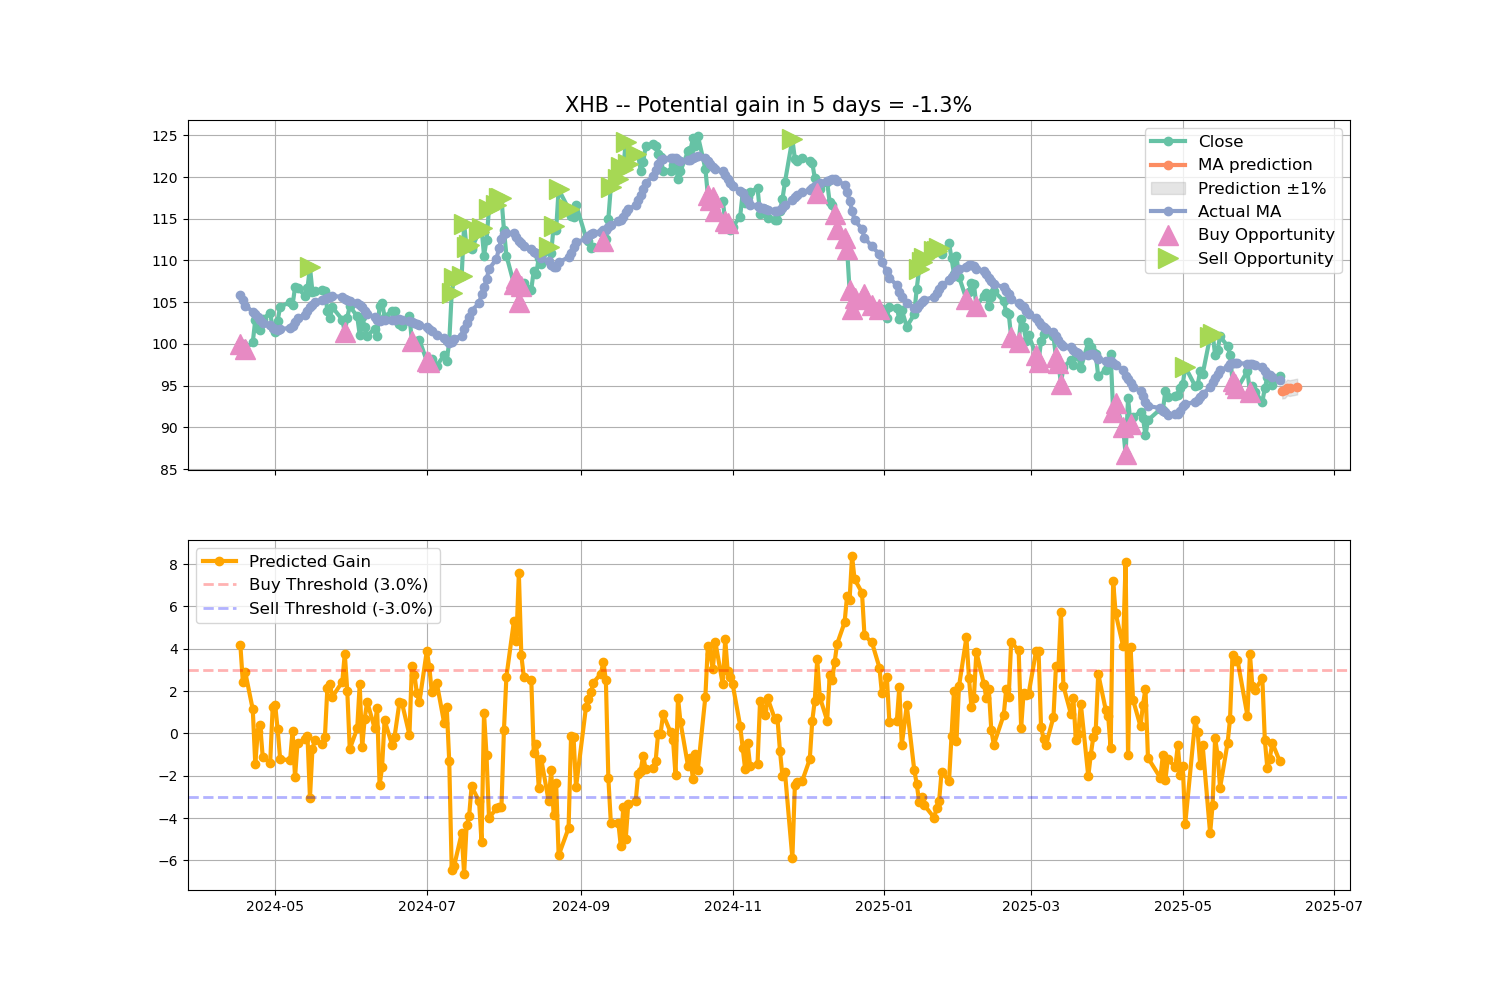 XHB -- Potential gain in 5 days = -1.3%
125
120
115
110
105
100
95
90
85
Close
MA prediction
Prediction ±1%
Actual MA
Buy Opportunity
Sell Opportunity
8
6
4
2
0
−2
−4
−6
Predicted Gain
Buy Threshold (3.0%)
Sell Threshold (-3.0%)
2024-05
2024-07
2024-09
2024-11
2025-01
2025-03
2025-05
2025-07